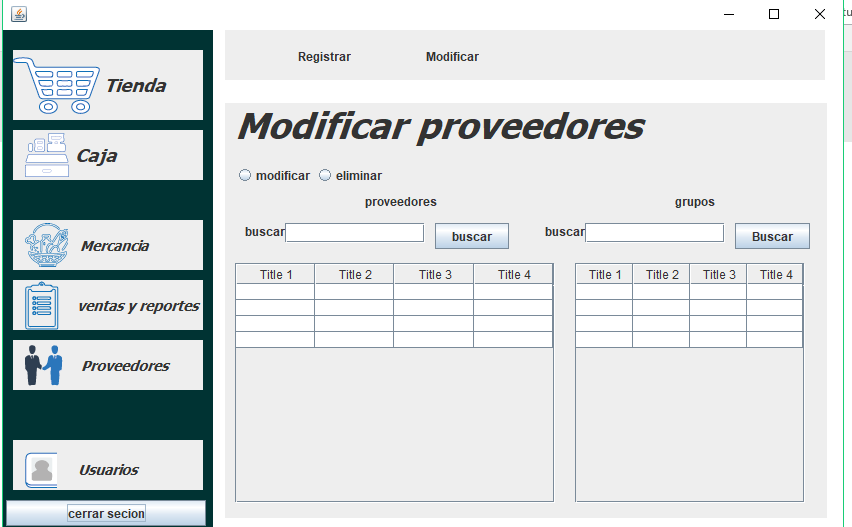 Registrar Modificar
Tienda
Caja
Mercancia
ventas y reportes
Proveedores
Usuarios
cerrar secion
Modificar proveedores
modificar eliminar
proveedores grupos
buscar buscar buscar Buscar
Title 1 Title 2 Title 3 Title 4 Title 1 Title 2 Title 3 Title 4